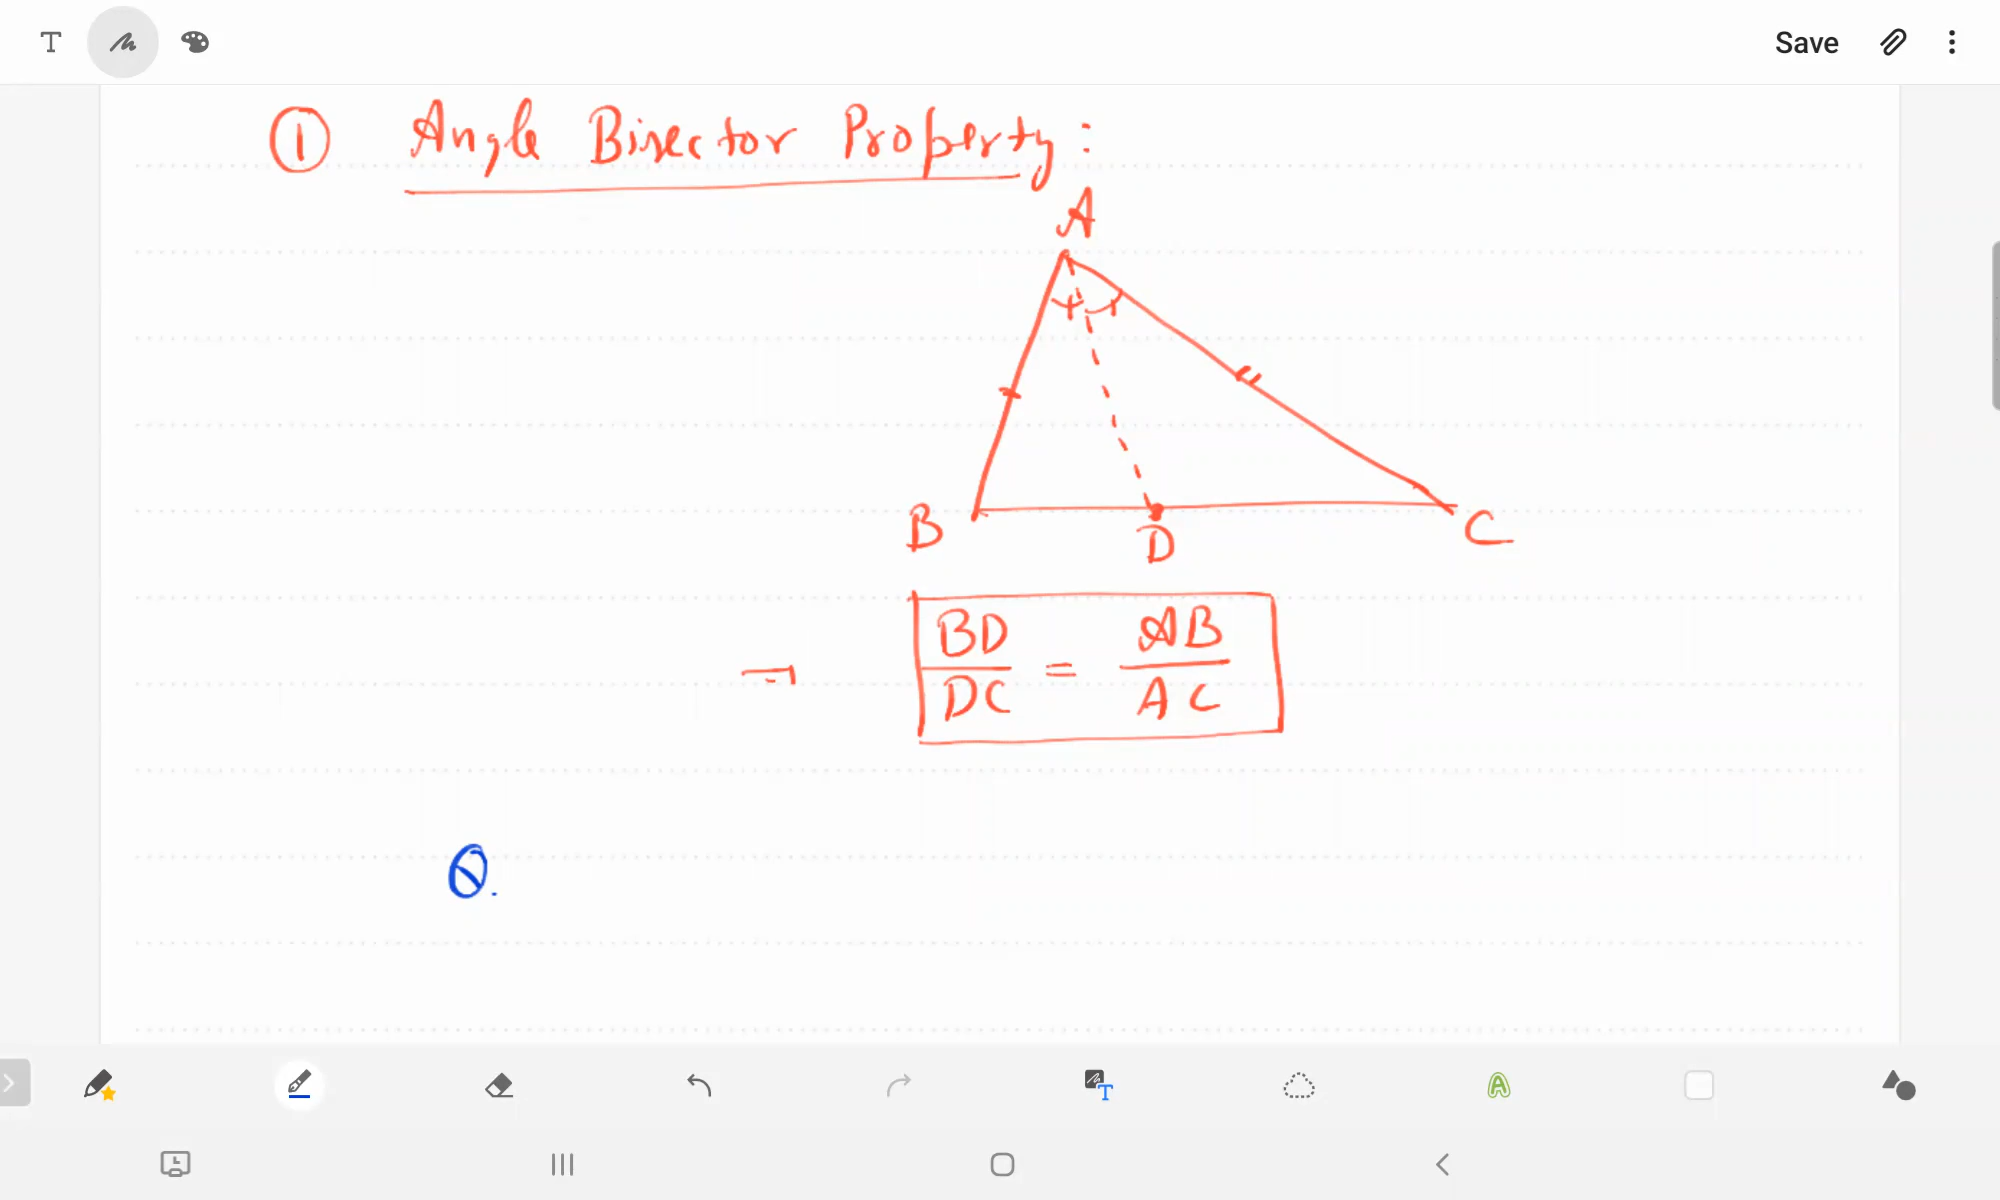 Save
① Angle Bisector Property:
A
B
D
C
BD/DC = AB/AC
Q.